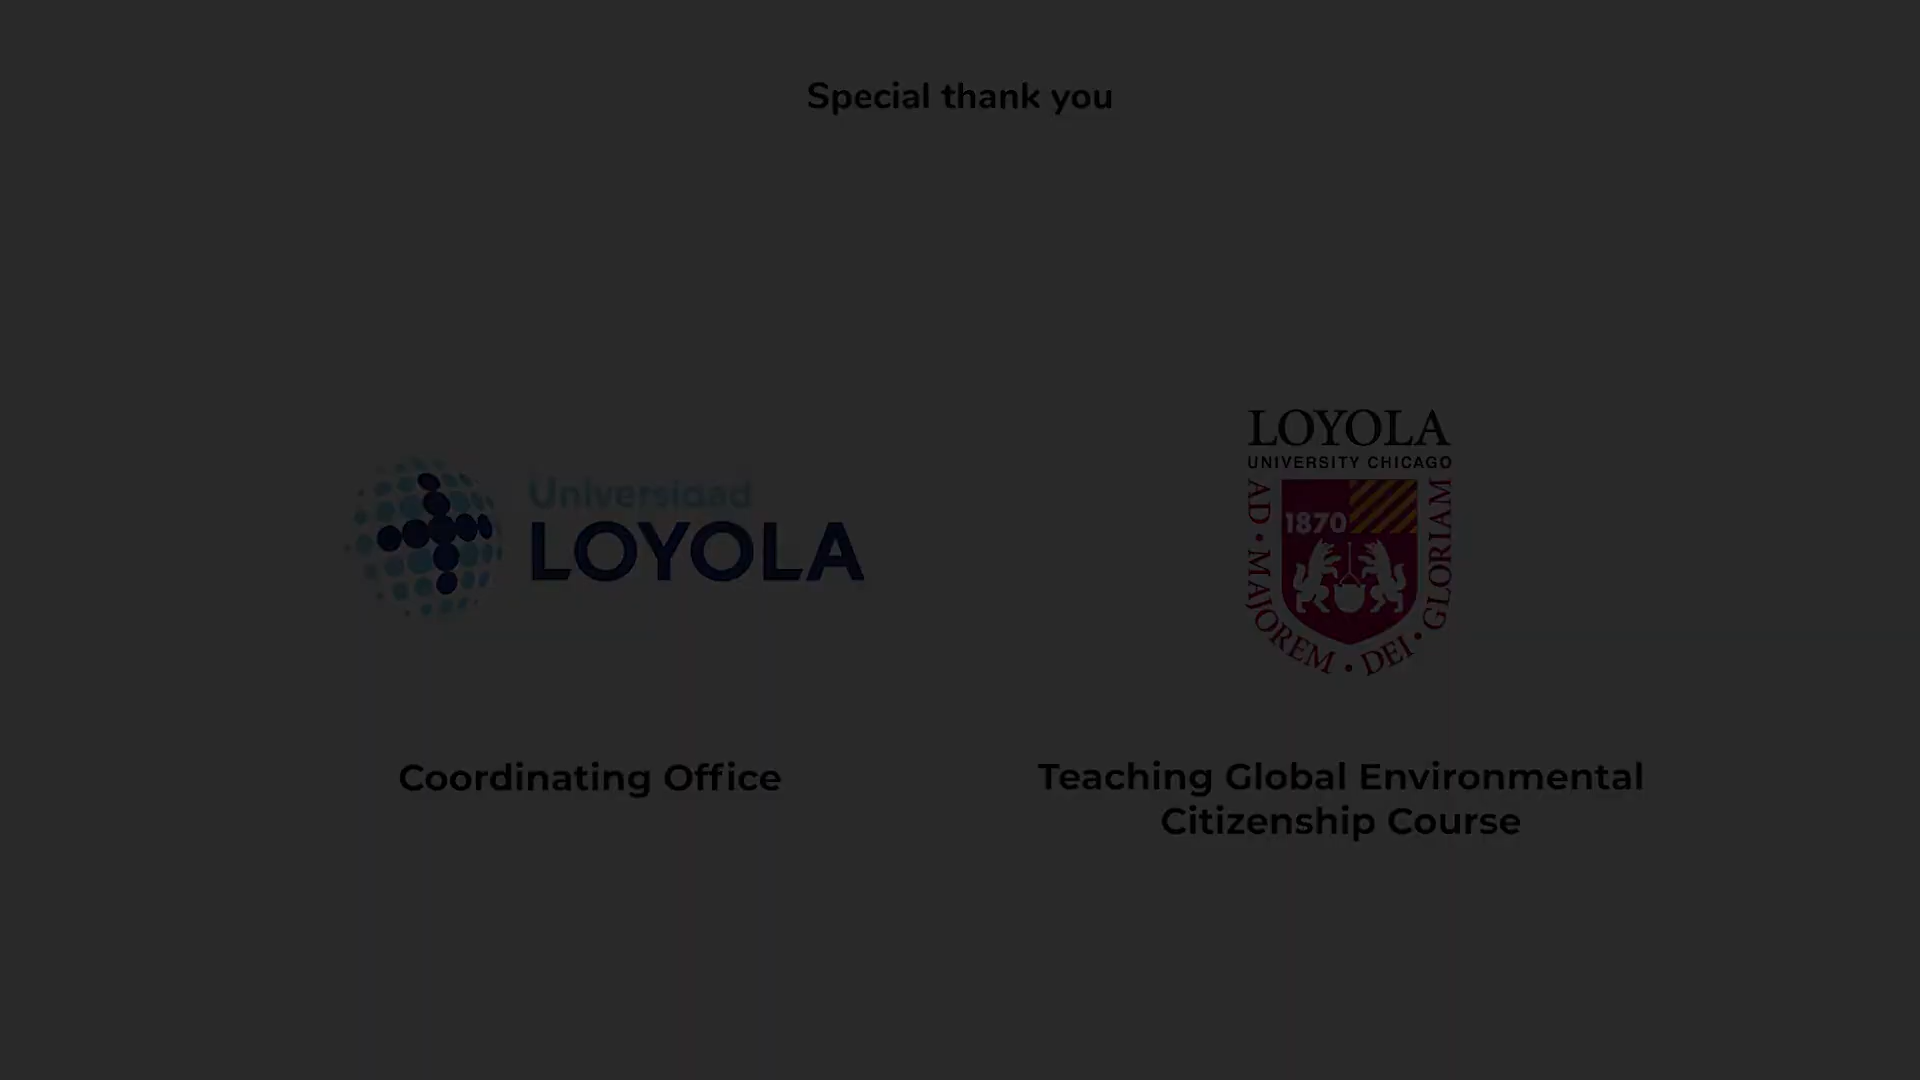 Special thank you
Universidad
LOYOLA
Coordinating Office
LOYOLA
UNIVERSITY CHICAGO
1870
AD • MAJOREM • DEI • GLORIAM
Teaching Global Environmental
Citizenship Course